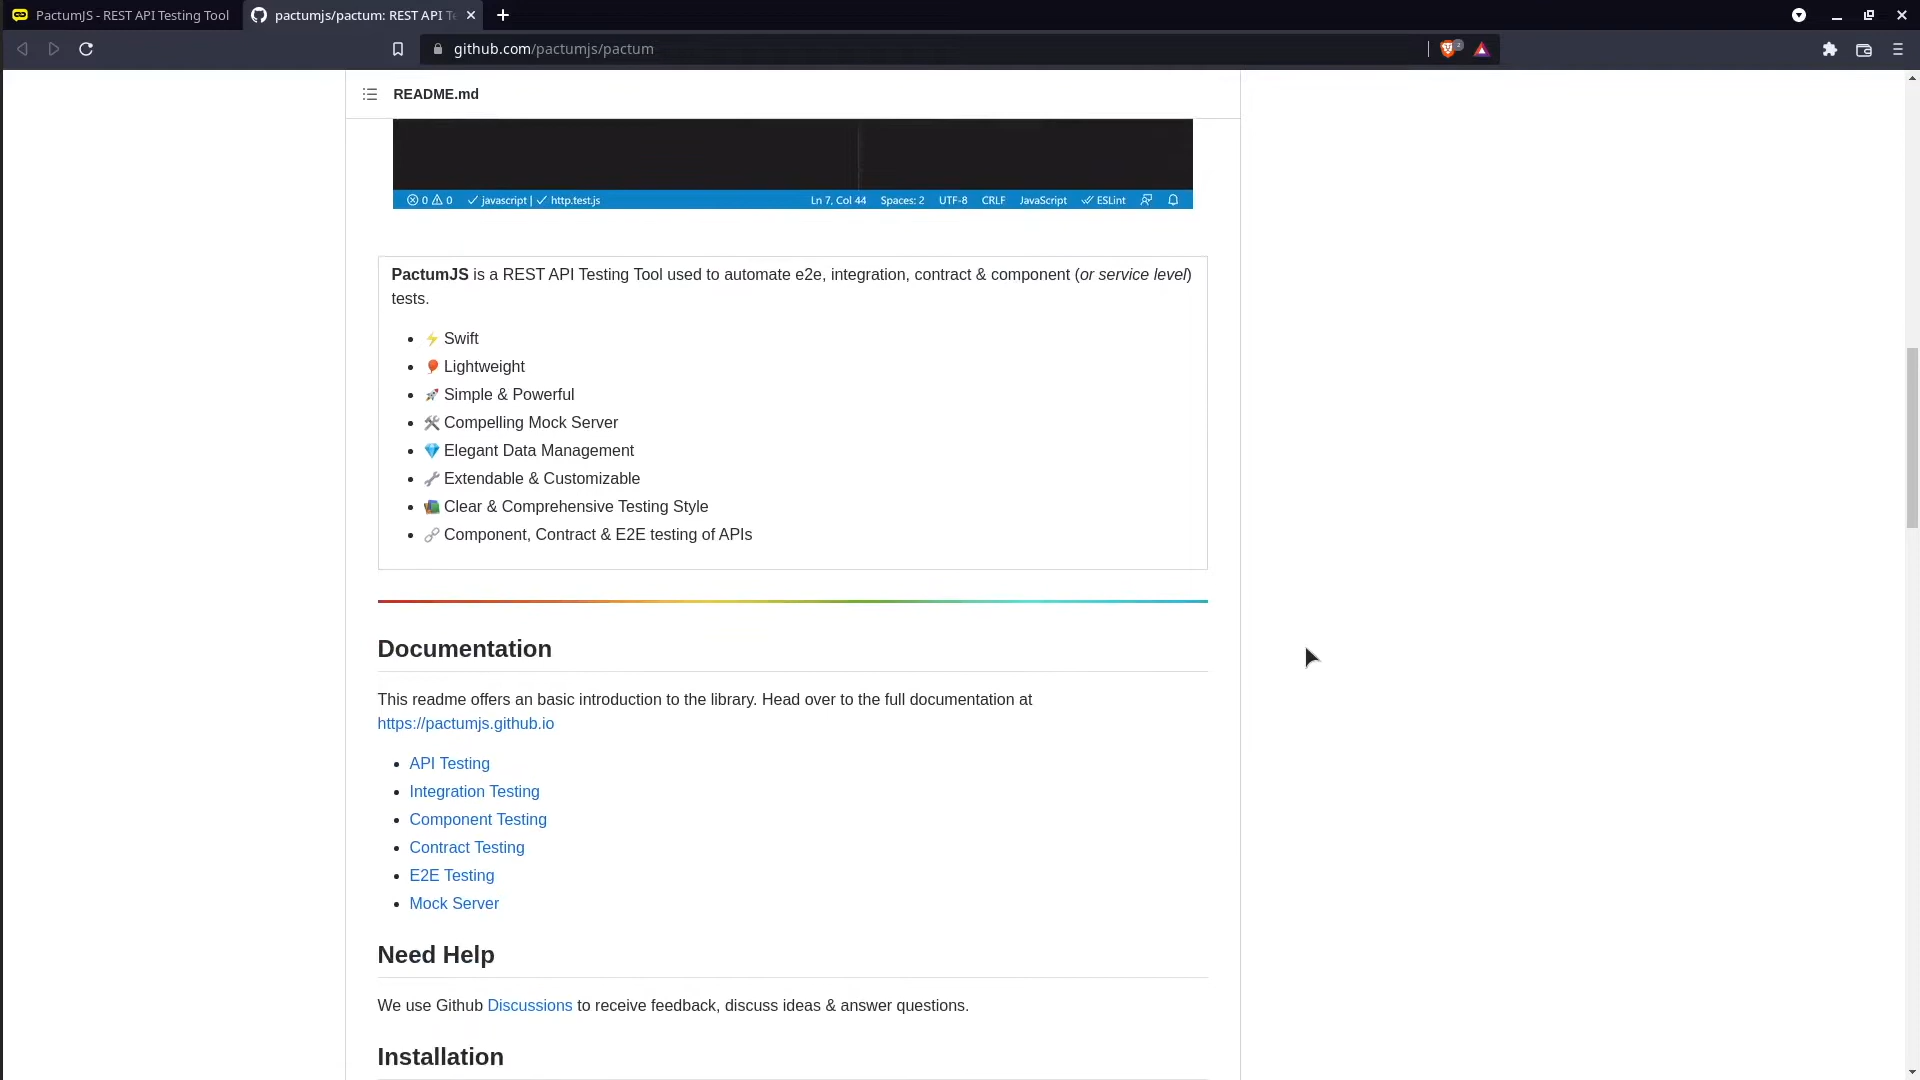 PactumJS - REST API Testing Tool
pactumjs/pactum: REST API Te
github.com/pactumjs/pactum
2
README.md
0 0 javascript | http.test.js Ln 7, Col 44 Spaces: 2 UTF-8 CRLF JavaScript ESLint
PactumJS is a REST API Testing Tool used to automate e2e, integration, contract & component (or service level)
tests.
• ⚡ Swift
• 🎈 Lightweight
• 🚀 Simple & Powerful
• 🛠️ Compelling Mock Server
• 💎 Elegant Data Management
• 🔧 Extendable & Customizable
• 📚 Clear & Comprehensive Testing Style
• 🔗 Component, Contract & E2E testing of APIs
Documentation
This readme offers an basic introduction to the library. Head over to the full documentation at
https://pactumjs.github.io
• API Testing
• Integration Testing
• Component Testing
• Contract Testing
• E2E Testing
• Mock Server
Need Help
We use Github Discussions to receive feedback, discuss ideas & answer questions.
Installation